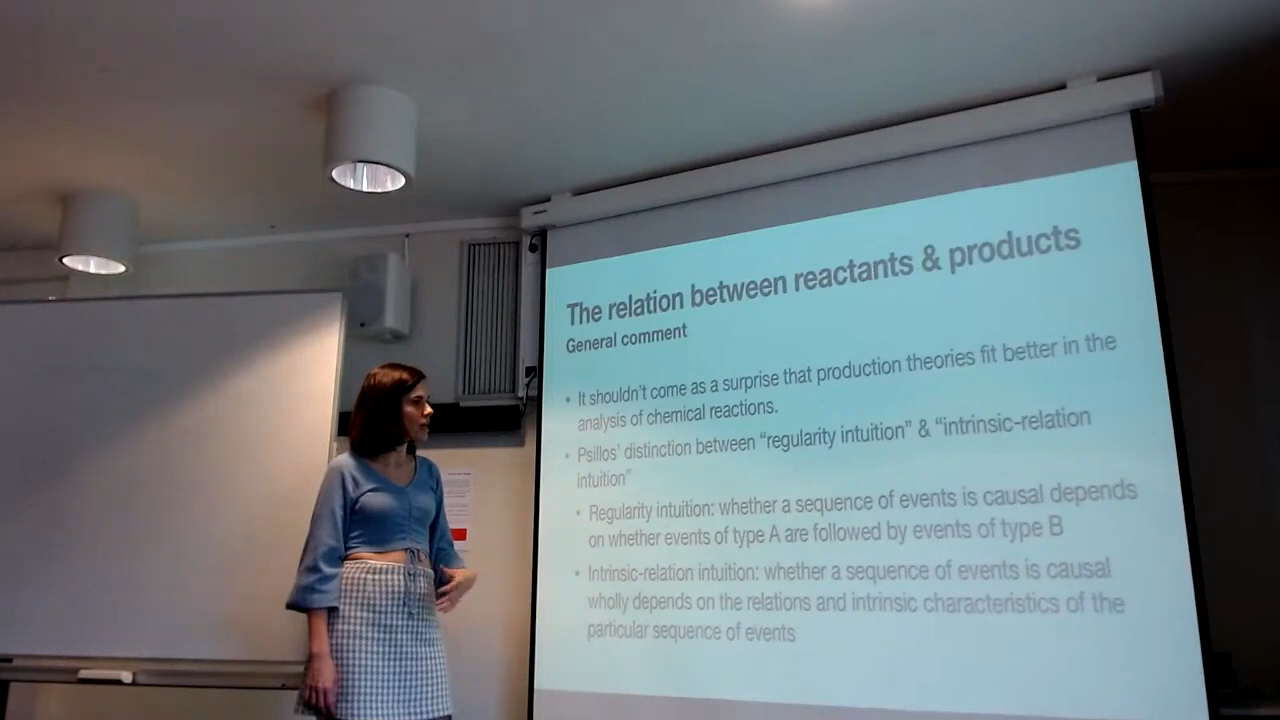 The relation between reactants & products
General comment
• It shouldn't come as a surprise that production theories fit better in the
analysis of chemical reactions.
• Psillos' distinction between "regularity intuition" & "intrinsic-relation
intuition"
• Regularity intuition: whether a sequence of events is causal depends
on whether events of type A are followed by events of type B
• Intrinsic-relation intuition: whether a sequence of events is causal
wholly depends on the relations and intrinsic characteristics of the
particular sequence of events